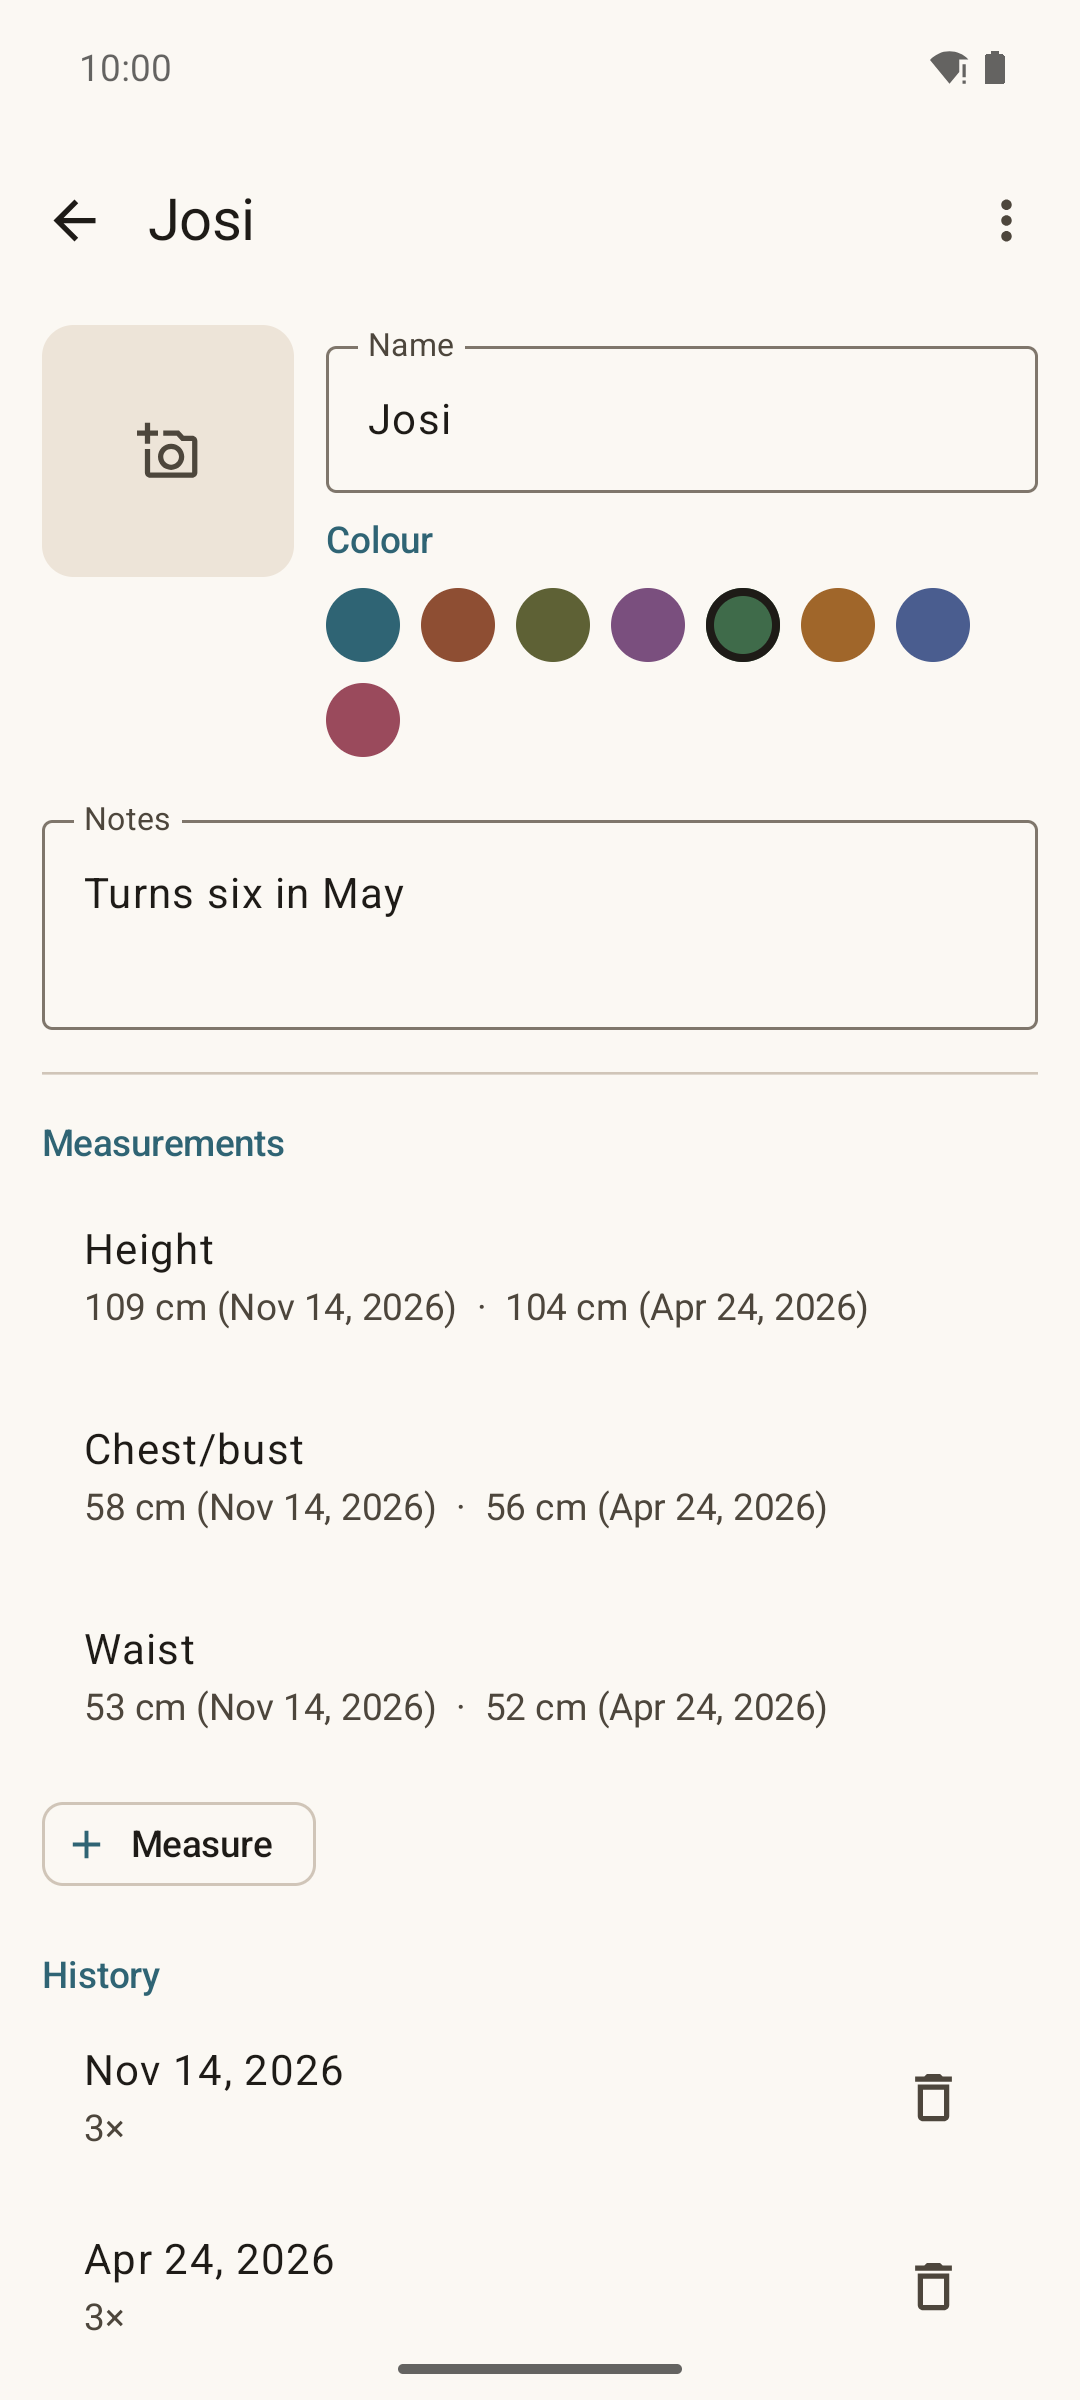 10:00
Josi
Name
Josi
Colour
Notes
Turns six in May
Measurements
Height
109 cm (Nov 14, 2026) · 104 cm (Apr 24, 2026)
Chest/bust
58 cm (Nov 14, 2026) · 56 cm (Apr 24, 2026)
Waist
53 cm (Nov 14, 2026) · 52 cm (Apr 24, 2026)
+ Measure
History
Nov 14, 2026
3×
Apr 24, 2026
3×